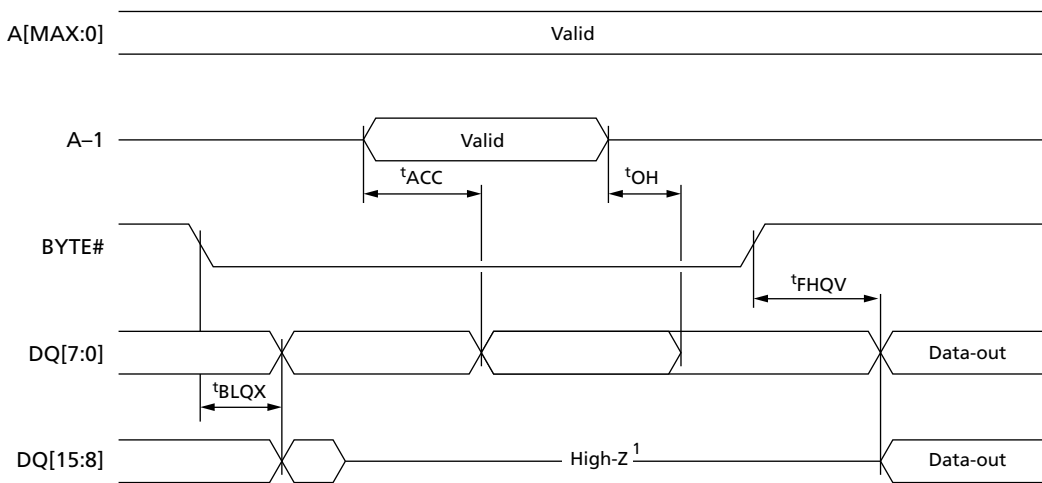 A[MAX:0] Valid
A–1 Valid
tACC tOH
BYTE#
tFHQV
DQ[7:0] Data-out
tBLQX
DQ[15:8] High-Z 1 Data-out